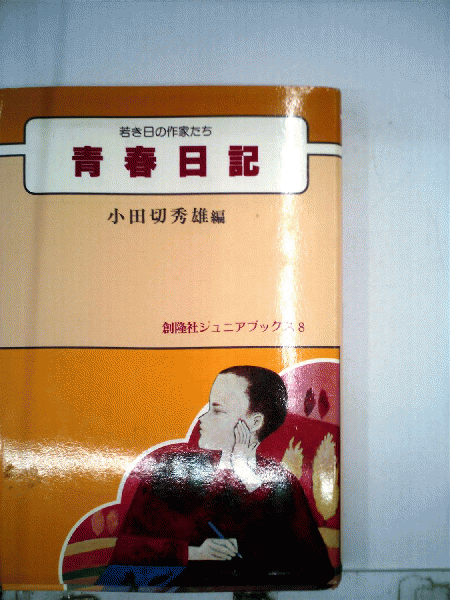 若き日の作家たち
青春日記
小田切秀雄編
創隆社ジュニアブックス8